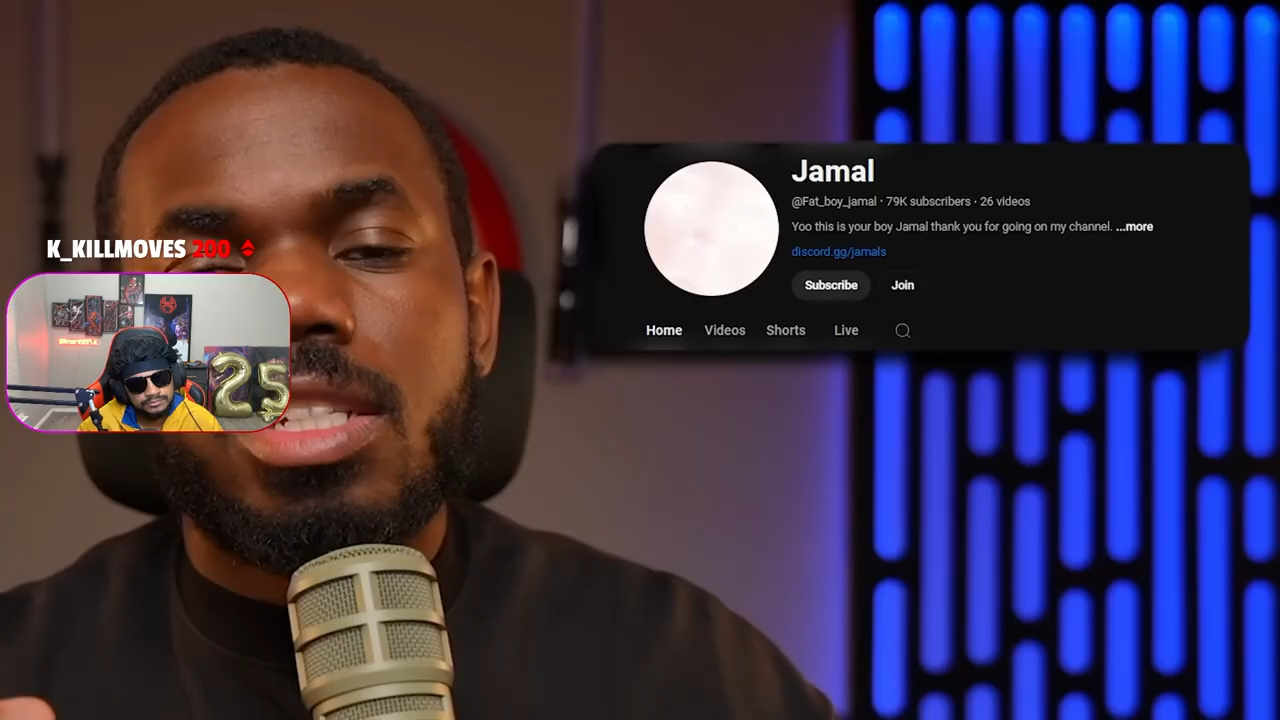 K_KILLMOVES 200
25
Jamal
@Fat_boy_jamal · 79K subscribers · 26 videos
Yoo this is your boy Jamal thank you for going on my channel. ...more
discord.gg/jamals
Subscribe Join
Home Videos Shorts Live